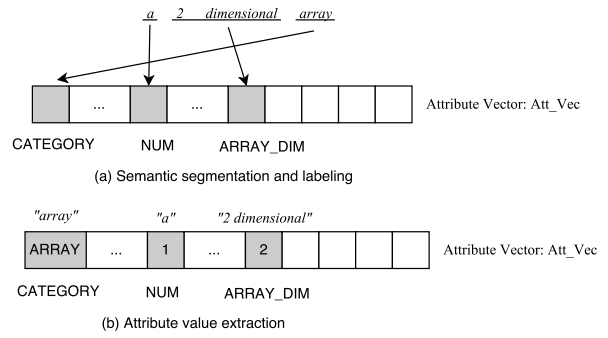 a 2 dimensional array
... ... Attribute Vector: Att_Vec
CATEGORY NUM ARRAY_DIM
(a) Semantic segmentation and labeling
"array" "a" "2 dimensional"
ARRAY ... 1 ... 2 Attribute Vector: Att_Vec
CATEGORY NUM ARRAY_DIM
(b) Attribute value extraction